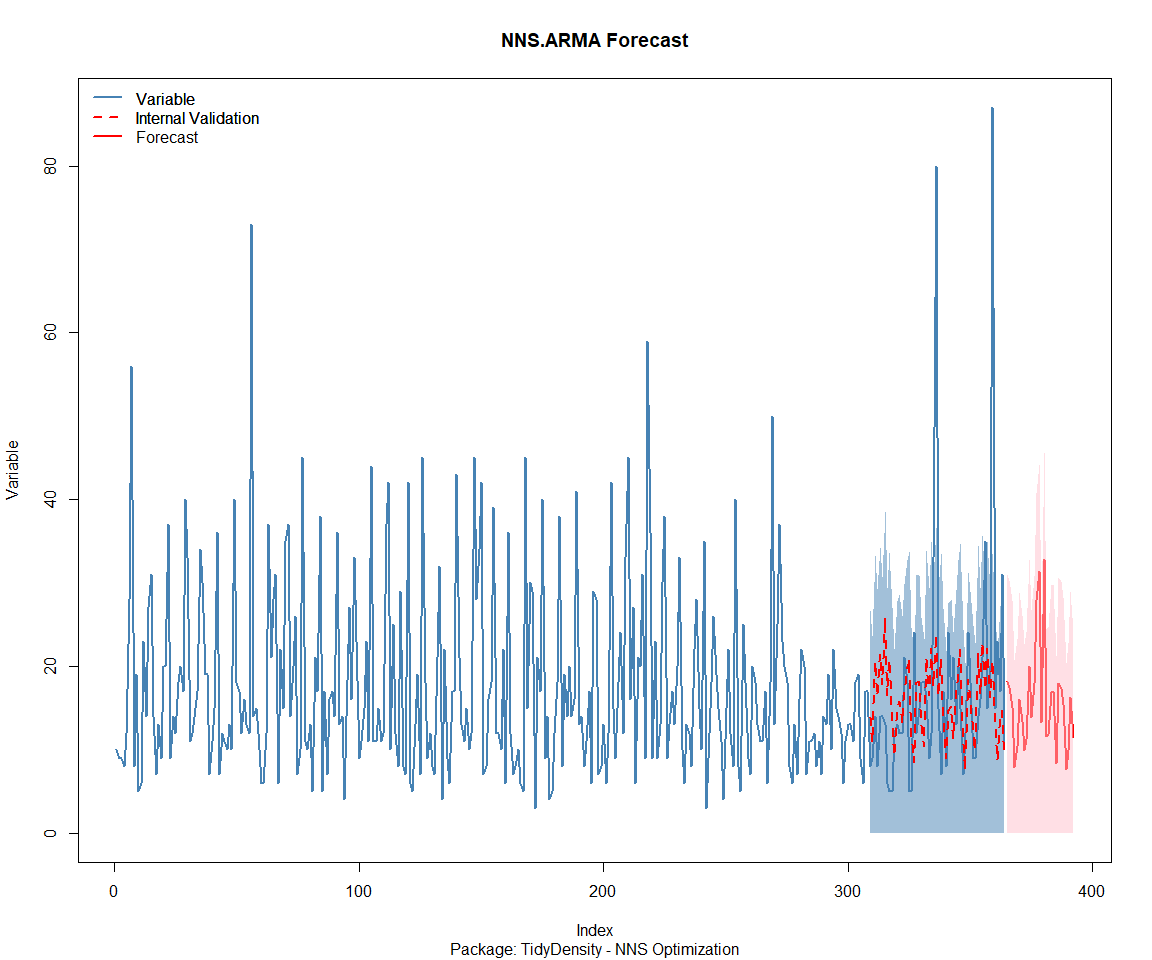 NNS.ARMA Forecast
Variable
Internal Validation
Forecast
80
60
40
20
0
Variable
0 100 200 300 400
Index
Package: TidyDensity - NNS Optimization